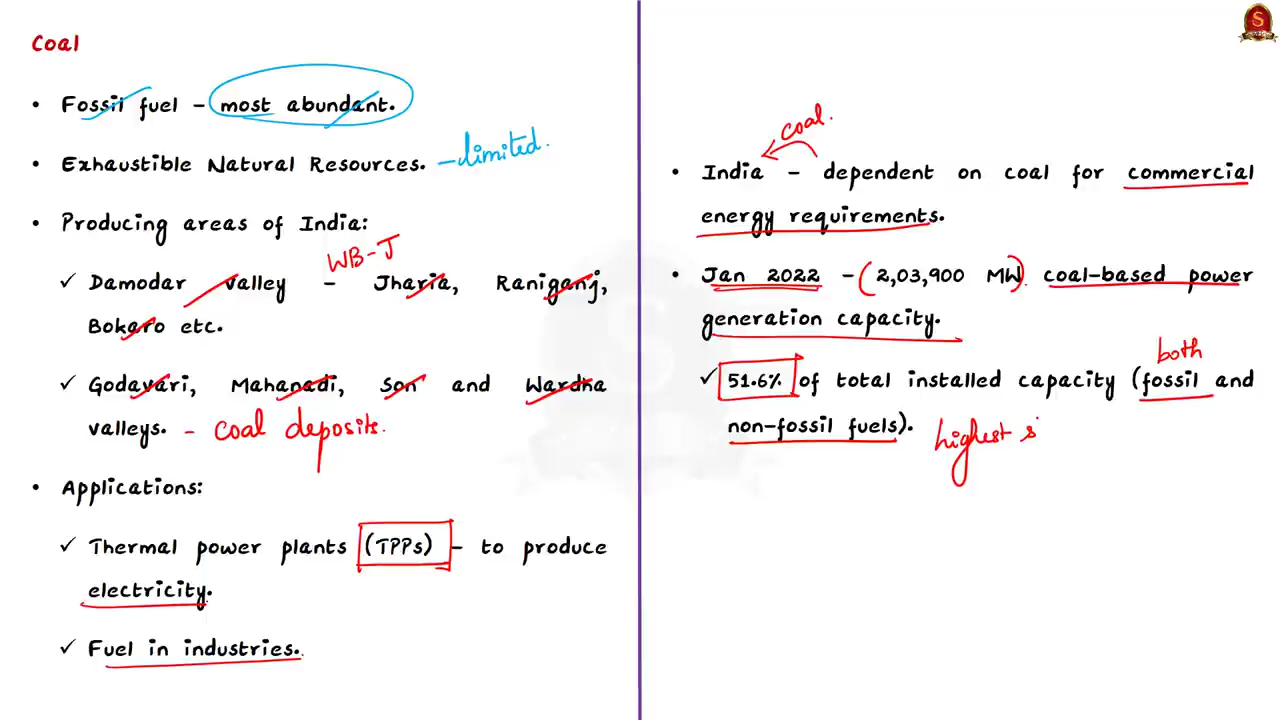 Coal
• Fossil fuel - most abundant.
• Exhaustible Natural Resources. - limited.
• Producing areas of India:
WB-J
✓ Damodar valley - Jharia, Raniganj,
Bokaro etc.
✓ Godavari, Mahanadi, Son and Wardha
valleys. - Coal deposits.
• Applications:
✓ Thermal power plants (TPPs) - to produce
electricity.
✓ Fuel in industries.
coal.
• India - dependent on coal for commercial
energy requirements.
• Jan 2022 - (2,03,900 MW) coal-based power
generation capacity.
both
✓ 51.6% of total installed capacity (fossil and
non-fossil fuels).
highest s
S